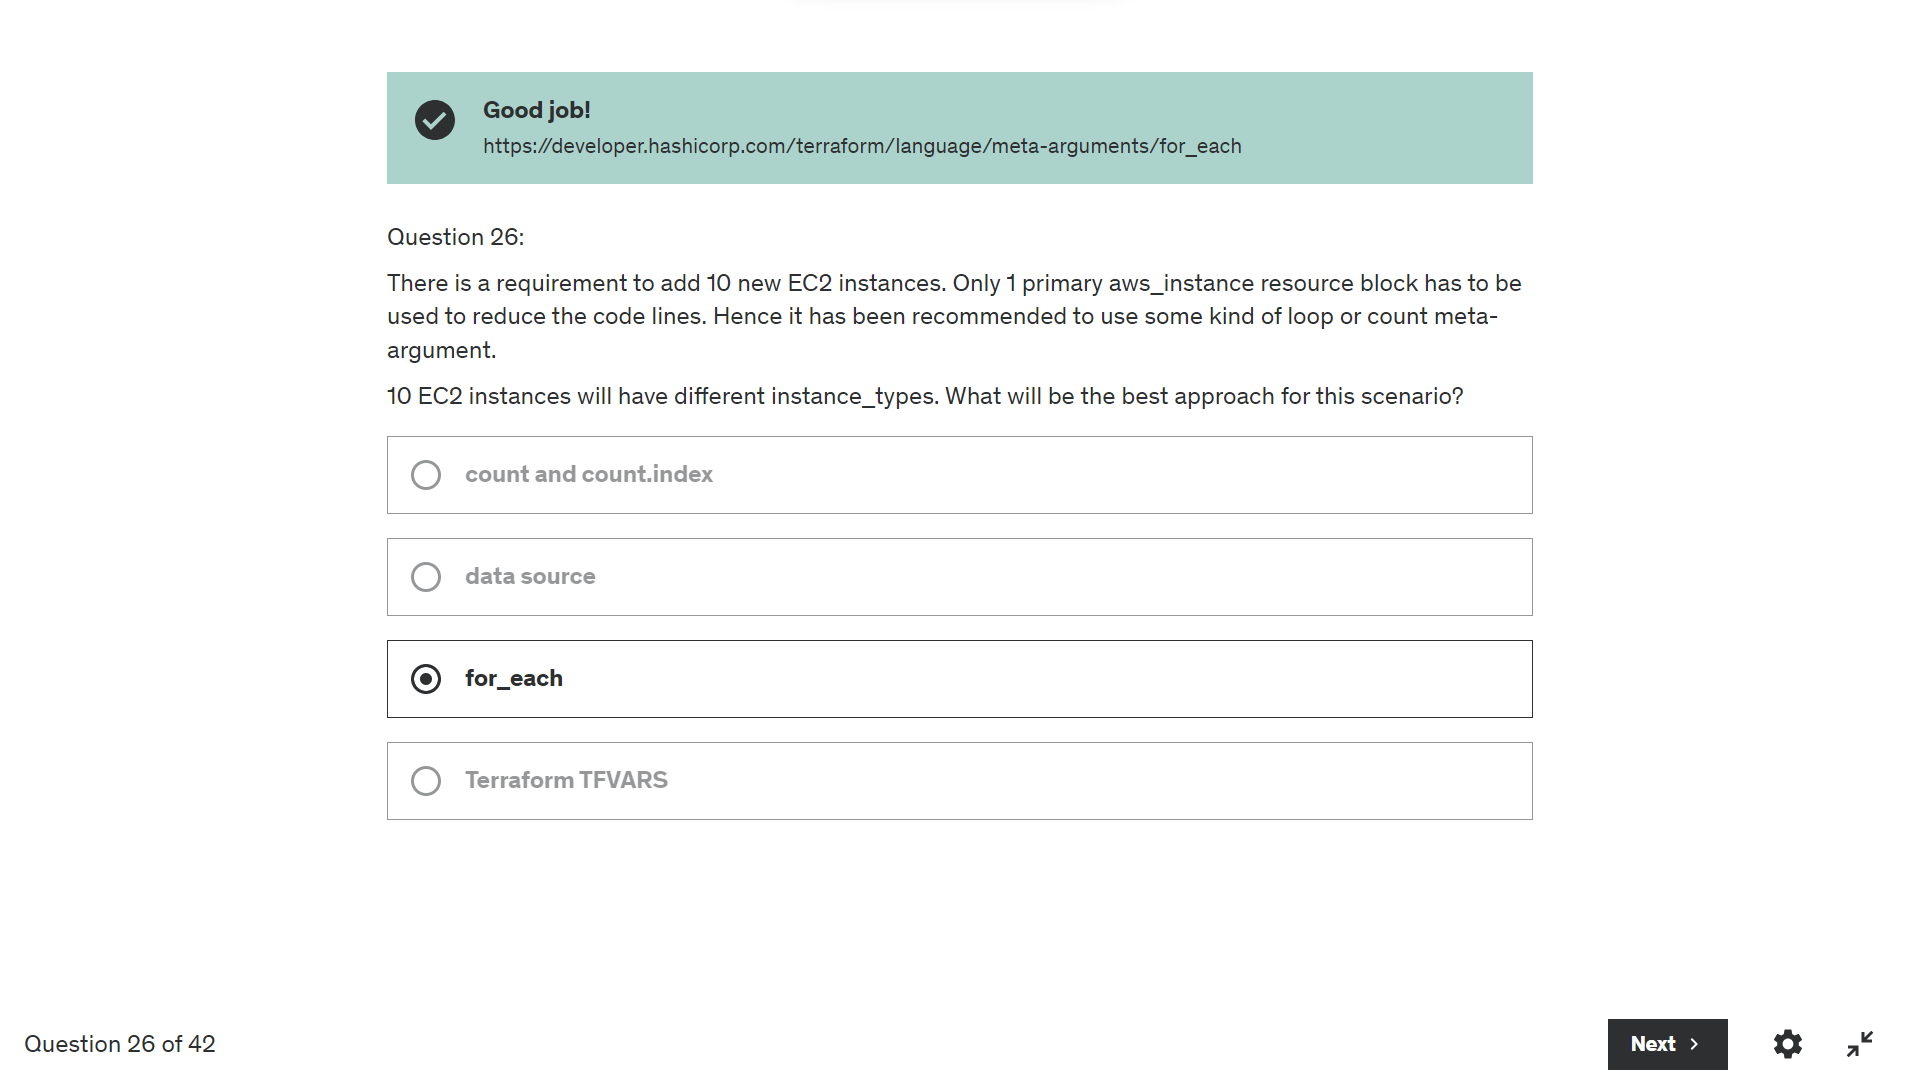 Good job!
https://developer.hashicorp.com/terraform/language/meta-arguments/for_each
Question 26:
There is a requirement to add 10 new EC2 instances. Only 1 primary aws_instance resource block has to be
used to reduce the code lines. Hence it has been recommended to use some kind of loop or count meta-
argument.
10 EC2 instances will have different instance_types. What will be the best approach for this scenario?
count and count.index
data source
for_each
Terraform TFVARS
Question 26 of 42
Next